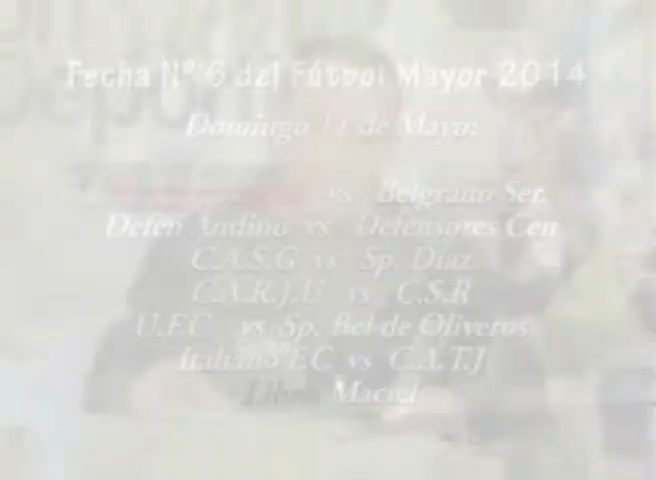 Fecha Nº 6 del Fútbol Mayor 2014
Domingo 11 de Mayo:
vs Belgrano Ser.
Defen Andino vs Defensores Cen
C.A.S.G vs Sp. Diaz
C.A.R.J.U vs C.S.R
U.F.C vs Sp. Bel de Oliveros
Italiano F.C vs C.A.T.J
Maciel